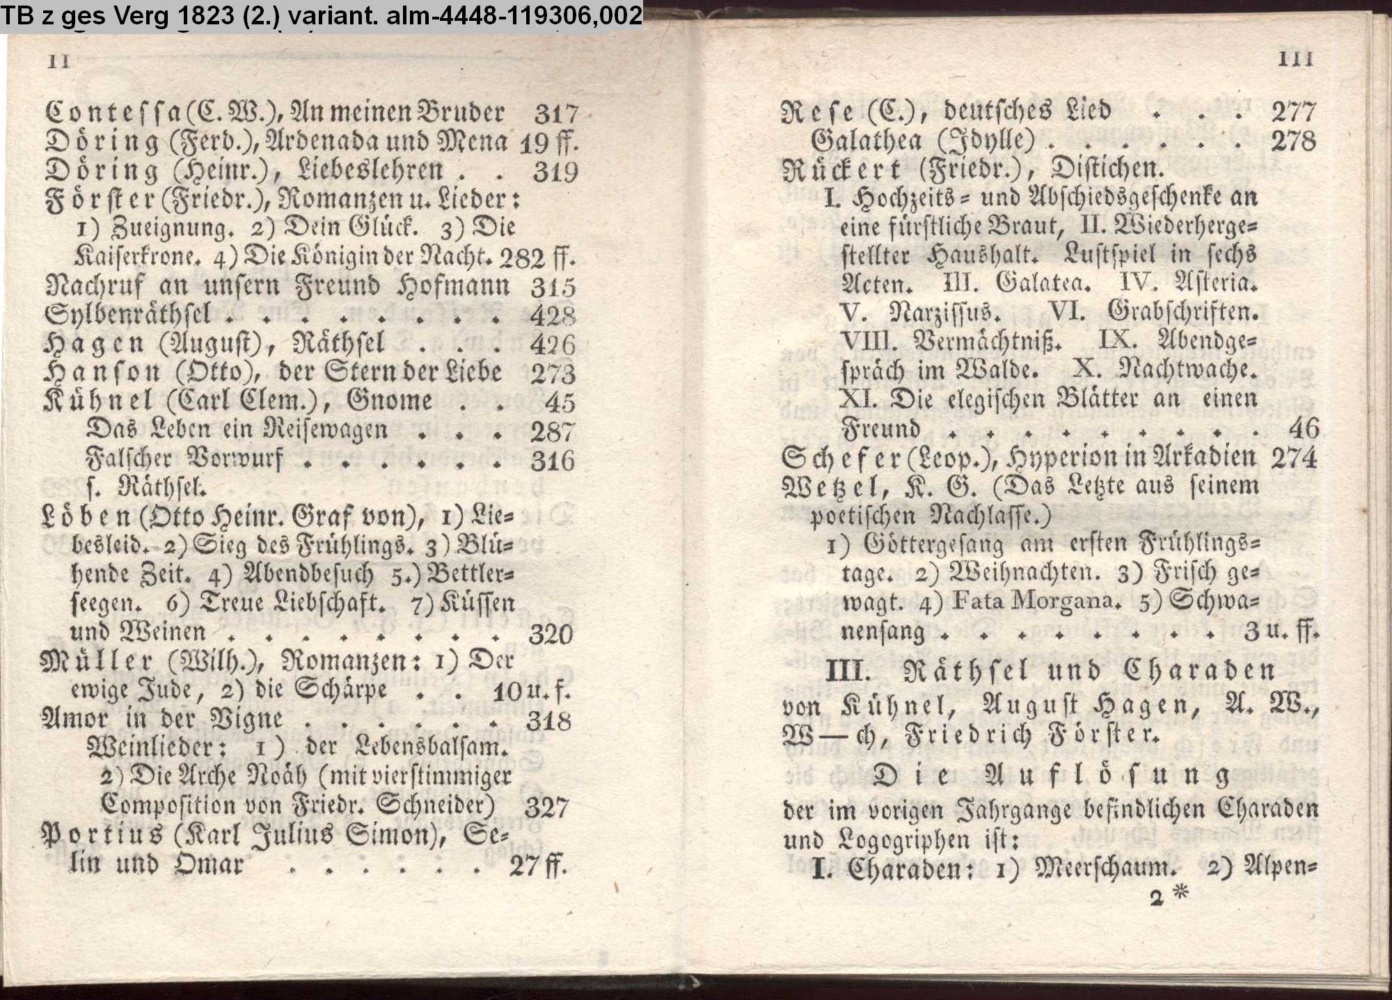 TB z ges Verg 1823 (2.) variant. alm-4448-119306,002
II
Contessa (C. W.), An meinen Bruder 317
Döring (Ferd.), Ardenada und Mena 19 ff.
Döring (Heinr.), Liebeslehren . . 319
Förster (Friedr.), Romanzen u. Lieder:
1) Zueignung. 2) Dein Glück. 3) Die
Kaiserkrone. 4) Die Königin der Nacht. 282 ff.
Nachruf an unsern Freund Hofmann 315
Sylbenräthsel . . . . . . . . 428
Hagen (August), Räthsel . . . 426
Hanson (Otto), der Stern der Liebe 273
Kühnel (Carl Clem.), Gnome . . 45
Das Leben ein Reisewagen . . . 287
Falscher Vorwurf . . . . . . 316
s. Räthsel.
Löben (Otto Heinr. Graf von), 1) Lie=
besleid. 2) Sieg des Frühlings. 3) Blü=
hende Zeit. 4) Abendbesuch 5.) Bettler=
seegen. 6) Treue Liebschaft. 7) Küssen
und Weinen . . . . . . . . 320
Müller (Wilh.), Romanzen: 1) Der
ewige Jude, 2) die Schärpe . . 10 u. f.
Amor in der Vigne . . . . . . 318
Weinlieder: 1) der Lebensbalsam.
2) Die Arche Noäh (mit vierstimmiger
Composition von Friedr. Schneider) 327
Portius (Karl Julius Simon), Se=
lin und Omar . . . . . . 27 ff.
III
Rese (C.), deutsches Lied . . . 277
Galathea (Idylle) . . . . . . 278
Rückert (Friedr.), Distichen.
I. Hochzeits= und Abschiedsgeschenke an
eine fürstliche Braut, II. Wiederherge=
stellter Haushalt. Lustspiel in sechs
Acten. III. Galatea. IV. Asteria.
V. Narzissus. VI. Grabschriften.
VIII. Vermächtniß. IX. Abendge=
spräch im Walde. X. Nachtwache.
XI. Die elegischen Blätter an einen
Freund . . . . . . . . . . 46
Schefer (Leop.), Hyperion in Arkadien 274
Wetzel, K. G. (Das Letzte aus seinem
poetischen Nachlasse.)
1) Göttergesang am ersten Frühlings=
tage. 2) Weihnachten. 3) Frisch ge=
wagt. 4) Fata Morgana. 5) Schwa=
nensang . . . . . . . . . 3 u. ff.
III. Räthsel und Charaden
von Kühnel, August Hagen, A. W.,
W—ch, Friedrich Förster.
Die Auflösung
der im vorigen Jahrgange befindlichen Charaden
und Logogriphen ist:
I. Charaden: 1) Meerschaum. 2) Alpen=
2 *